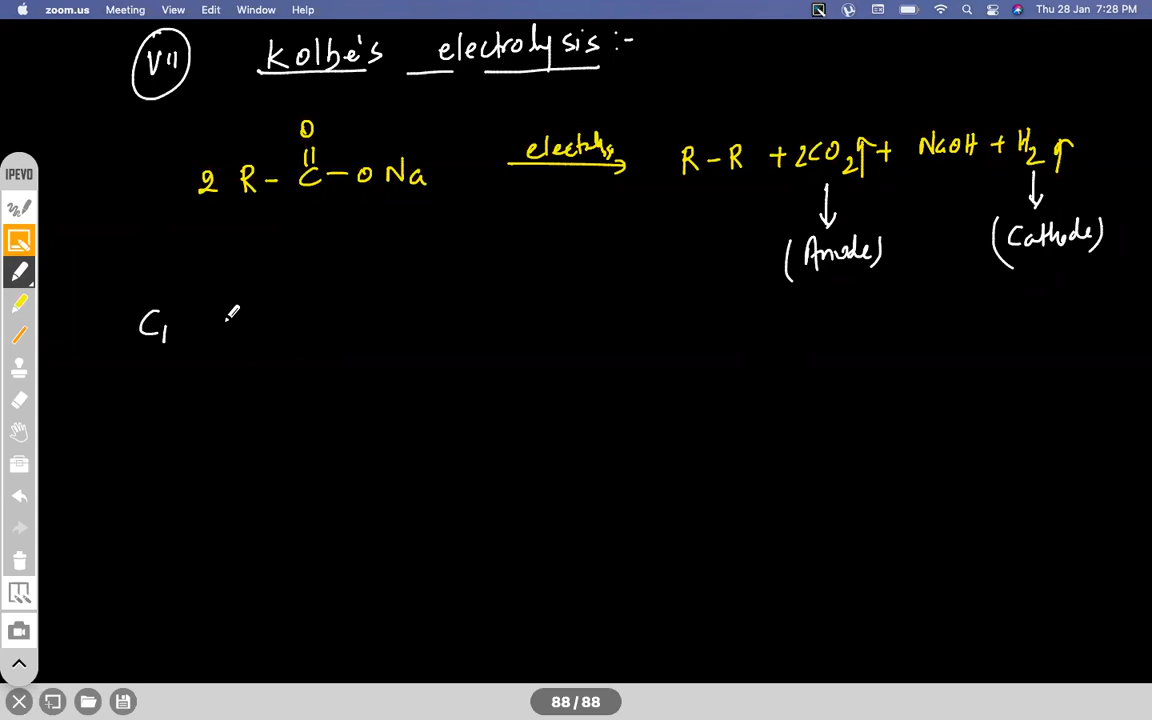 zoom.us Meeting View Edit Window Help Thu 28 Jan 7:28 PM
VII Kolbe's electrolysis :-
O
2 R - C - O Na electrolysis R - R + 2CO2↑ + NaOH + H2↑
(Anode) (Cathode)
C1
IPEVO
88 / 88